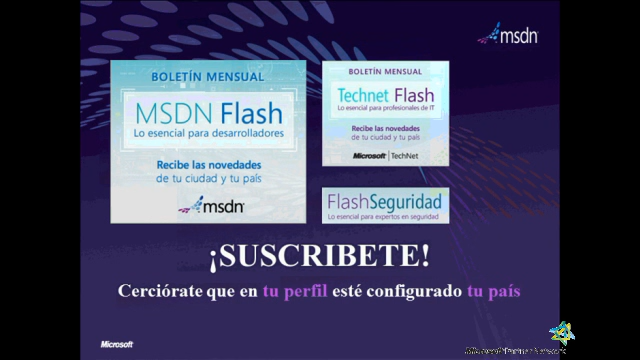 msdn
BOLETÍN MENSUAL
MSDN Flash
Lo esencial para desarrolladores
Recibe las novedades
de tu ciudad y tu país
msdn
BOLETÍN MENSUAL
Technet Flash
Lo esencial para profesionales de IT
Recibe las novedades
de tu ciudad y tu país
Microsoft | TechNet
FlashSeguridad
Lo esencial para expertos en seguridad
¡SUSCRIBETE!
Cerciórate que en tu perfil esté configurado tu país
Microsoft